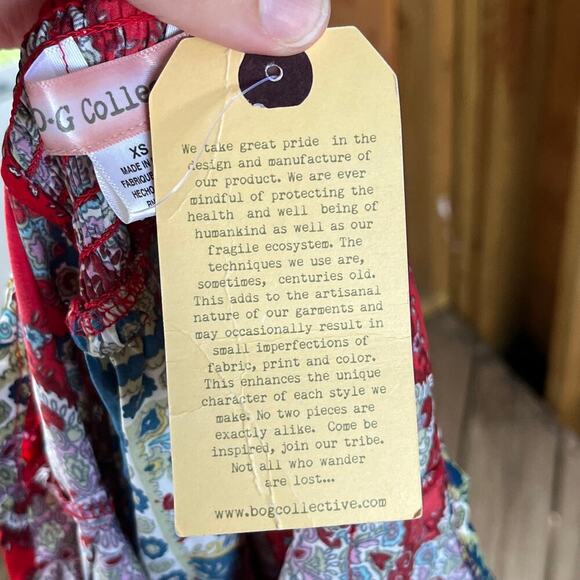 O-G Colle
XS
MADE IN
FABRIQUE
HECHO
We take great pride in the
design and manufacture of
our product. We are ever
mindful of protecting the
health and well being of
humankind as well as our
fragile ecosystem. The
techniques we use are,
sometimes, centuries old.
This adds to the artisanal
nature of our garments and
may occasionally result in
small imperfections of
fabric, print and color.
This enhances the unique
character of each style we
make. No two pieces are
exactly alike. Come be
inspired, join our tribe.
Not all who wander
are lost...
www.bogcollective.com